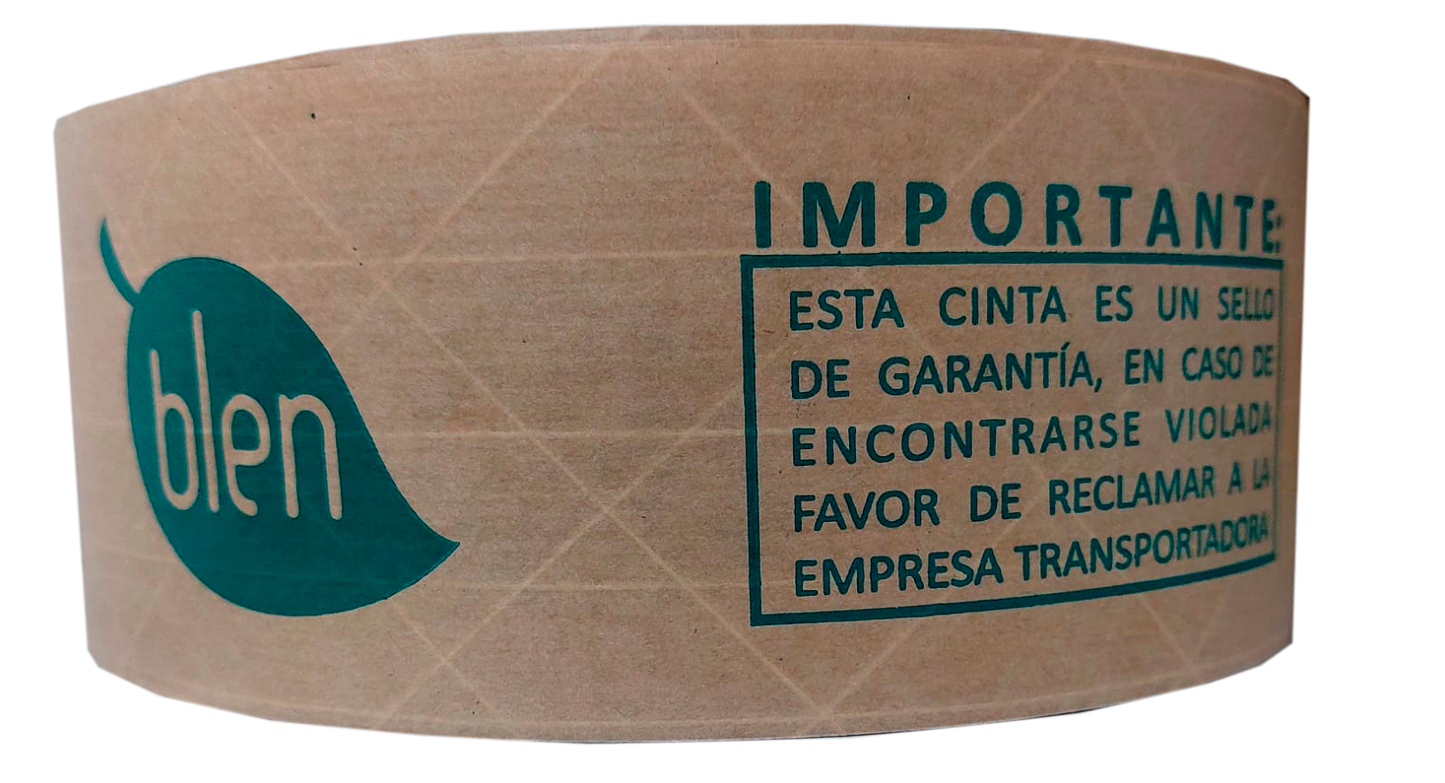 blen
IMPORTANTE:
ESTA CINTA ES UN SELLO
DE GARANTÍA, EN CASO DE
ENCONTRARSE VIOLADA
FAVOR DE RECLAMAR A LA
EMPRESA TRANSPORTADORA